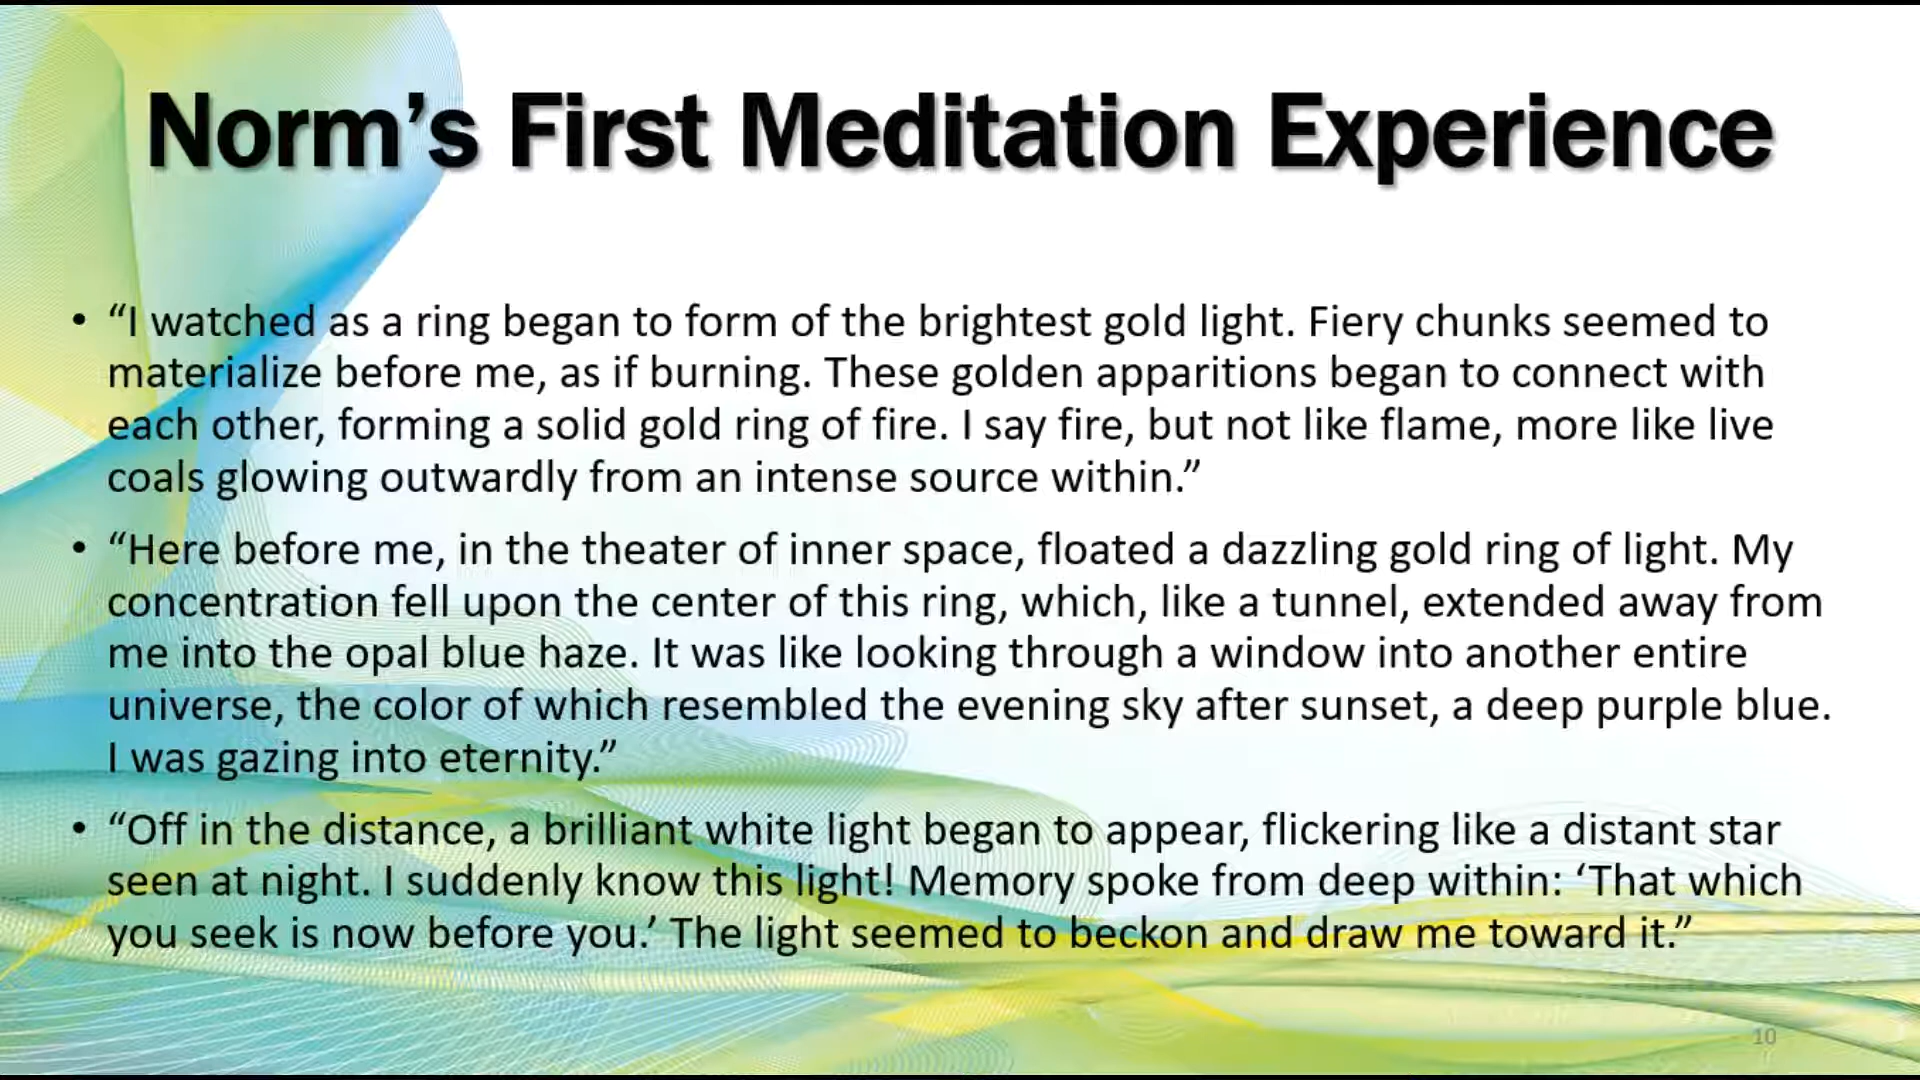 Norm’s First Meditation Experience
• “I watched as a ring began to form of the brightest gold light. Fiery chunks seemed to
materialize before me, as if burning. These golden apparitions began to connect with
each other, forming a solid gold ring of fire. I say fire, but not like flame, more like live
coals glowing outwardly from an intense source within.”
• “Here before me, in the theater of inner space, floated a dazzling gold ring of light. My
concentration fell upon the center of this ring, which, like a tunnel, extended away from
me into the opal blue haze. It was like looking through a window into another entire
universe, the color of which resembled the evening sky after sunset, a deep purple blue.
I was gazing into eternity.”
• “Off in the distance, a brilliant white light began to appear, flickering like a distant star
seen at night. I suddenly know this light! Memory spoke from deep within: ‘That which
you seek is now before you.’ The light seemed to beckon and draw me toward it.”
10